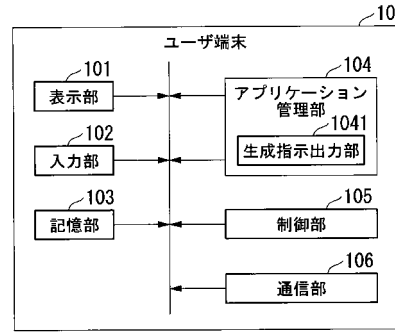 10
ユーザ端末
101
表示部
102
入力部
103
記憶部
104
アプリケーション
管理部
1041
生成指示出力部
105
制御部
106
通信部